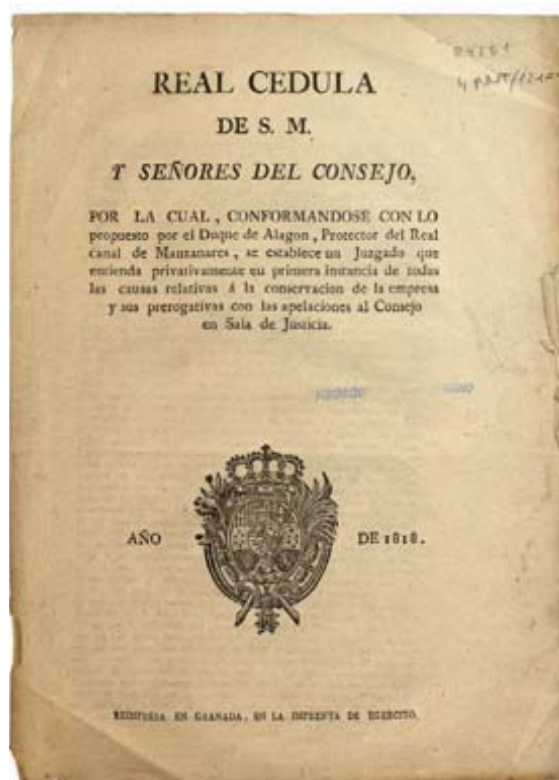 REAL CEDULA
DE S. M.
Y SEÑORES DEL CONSEJO,
POR LA CUAL, CONFORMANDOSE CON LO
propuesto por el Duque de Alagon, Protector del Real
canal de Manzanares, se establece un Juzgado que
entienda privativamente en primera instancia de todas
las causas relativas á la conservacion de la empresa
y sus prerogativas con las apelaciones al Consejo
en Sala de Justicia.
AÑO
DE 1818.
REIMPRESA EN GRANADA, EN LA IMPRENTA DE EGERCITO.